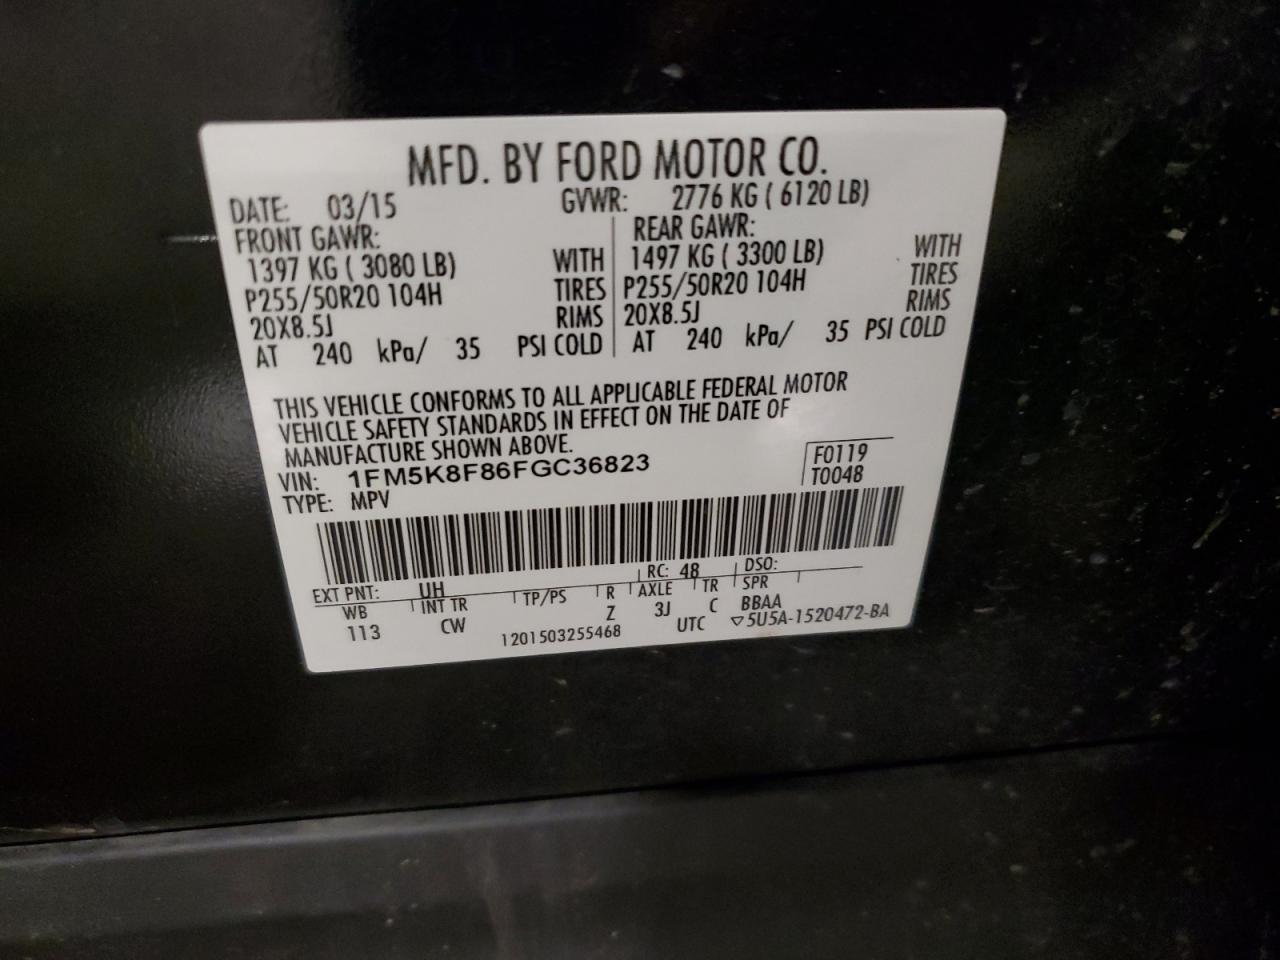 MFD. BY FORD MOTOR CO.
DATE: 03/15 GVWR: 2776 KG ( 6120 LB)
FRONT GAWR: REAR GAWR:
1397 KG ( 3080 LB) WITH 1497 KG ( 3300 LB) WITH
P255/50R20 104H TIRES P255/50R20 104H TIRES
20X8.5J RIMS 20X8.5J RIMS
AT 240 kPa/ 35 PSI COLD AT 240 kPa/ 35 PSI COLD
THIS VEHICLE CONFORMS TO ALL APPLICABLE FEDERAL MOTOR
VEHICLE SAFETY STANDARDS IN EFFECT ON THE DATE OF
MANUFACTURE SHOWN ABOVE.
VIN: 1FM5K8F86FGC36823 F0119
TYPE: MPV T0048
EXT PNT: UH RC: 48 DSO:
WB INT TR TP/PS R AXLE TR SPR
113 CW Z 3J C BBAA
1201503255468 UTC ▽5U5A-1520472-BA